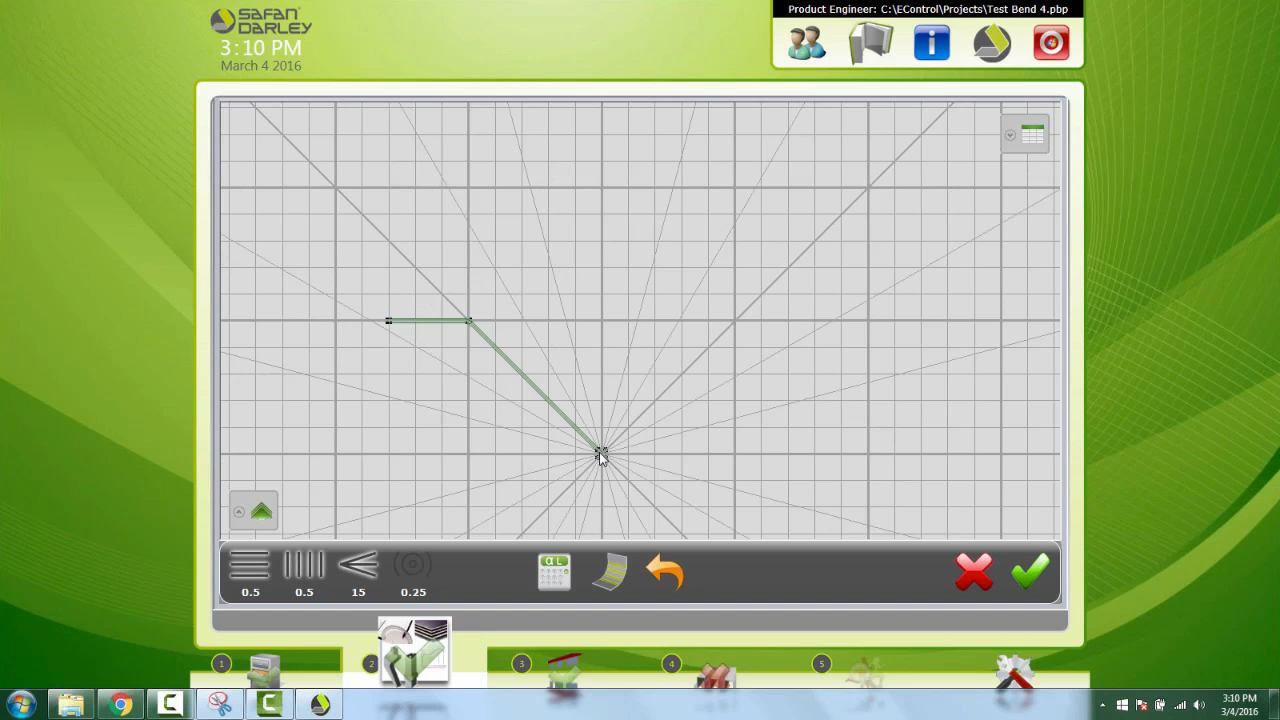 SAFAN
DARLEY
3:10 PM
March 4 2016
Product Engineer: C:\EControl\Projects\Test Bend 4.pbp
αL
0.5
0.5
15
0.25
1
2
3
4
5
3:10 PM
3/4/2016